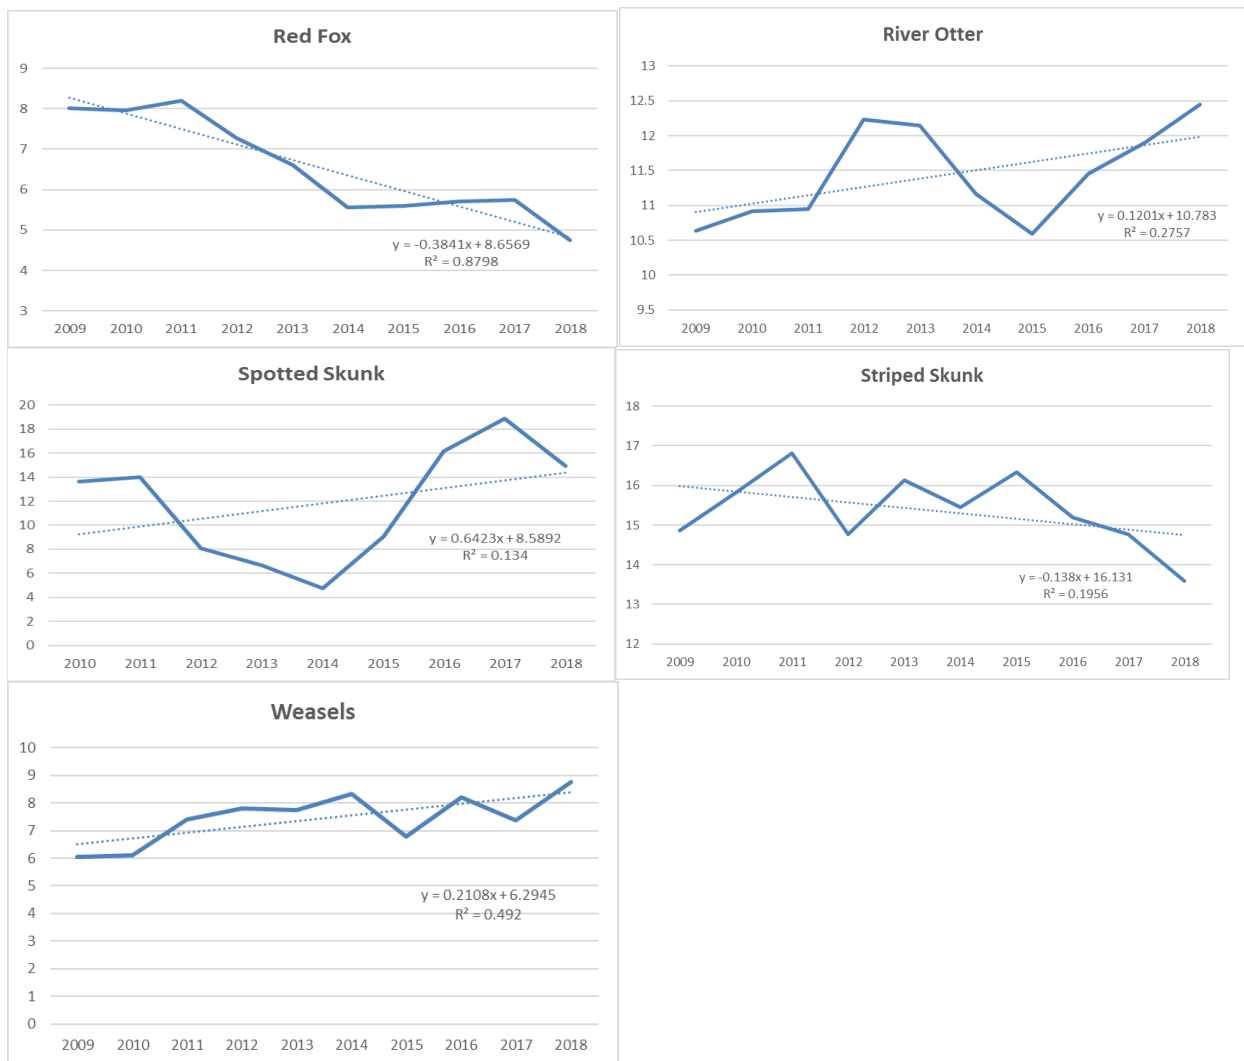 Red Fox
9
8
7
6
5
4
3
y = -0.3841x + 8.6569
R² = 0.8798
2009 2010 2011 2012 2013 2014 2015 2016 2017 2018
River Otter
13
12.5
12
11.5
11
10.5
10
9.5
y = 0.1201x + 10.783
R² = 0.2757
2009 2010 2011 2012 2013 2014 2015 2016 2017 2018
Spotted Skunk
20
18
16
14
12
10
8
6
4
2
0
y = 0.6423x + 8.5892
R² = 0.134
2010 2011 2012 2013 2014 2015 2016 2017 2018
Striped Skunk
18
17
16
15
14
13
12
y = -0.138x + 16.131
R² = 0.1956
2009 2010 2011 2012 2013 2014 2015 2016 2017 2018
Weasels
10
9
8
7
6
5
4
3
2
1
0
y = 0.2108x + 6.2945
R² = 0.492
2009 2010 2011 2012 2013 2014 2015 2016 2017 2018